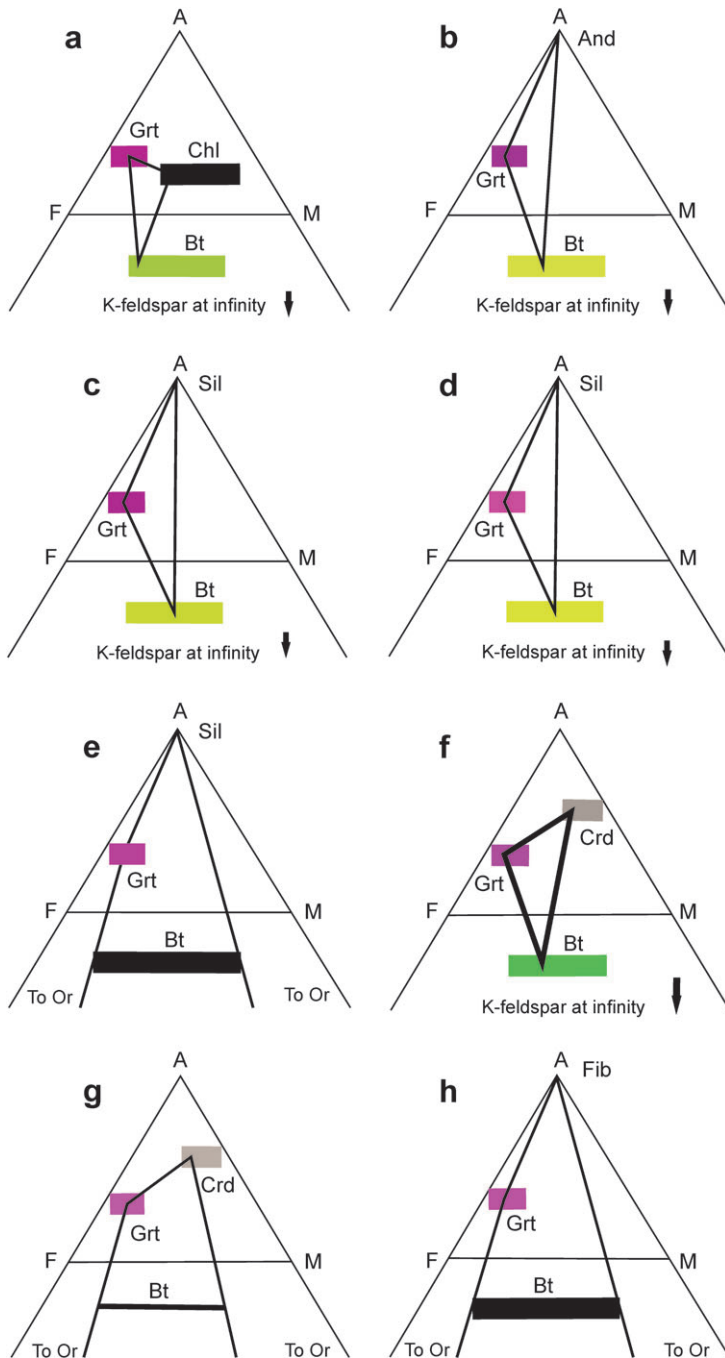 a
A
Grt
Chl
F
M
Bt
K-feldspar at infinity
b
A
And
Grt
F
M
Bt
K-feldspar at infinity
c
A
Sil
Grt
F
M
Bt
K-feldspar at infinity
d
A
Sil
Grt
F
M
Bt
K-feldspar at infinity
e
A
Sil
Grt
F
M
Bt
To Or
To Or
f
A
Crd
Grt
F
M
Bt
K-feldspar at infinity
g
A
Crd
Grt
F
M
Bt
To Or
To Or
h
A
Fib
Grt
F
M
Bt
To Or
To Or